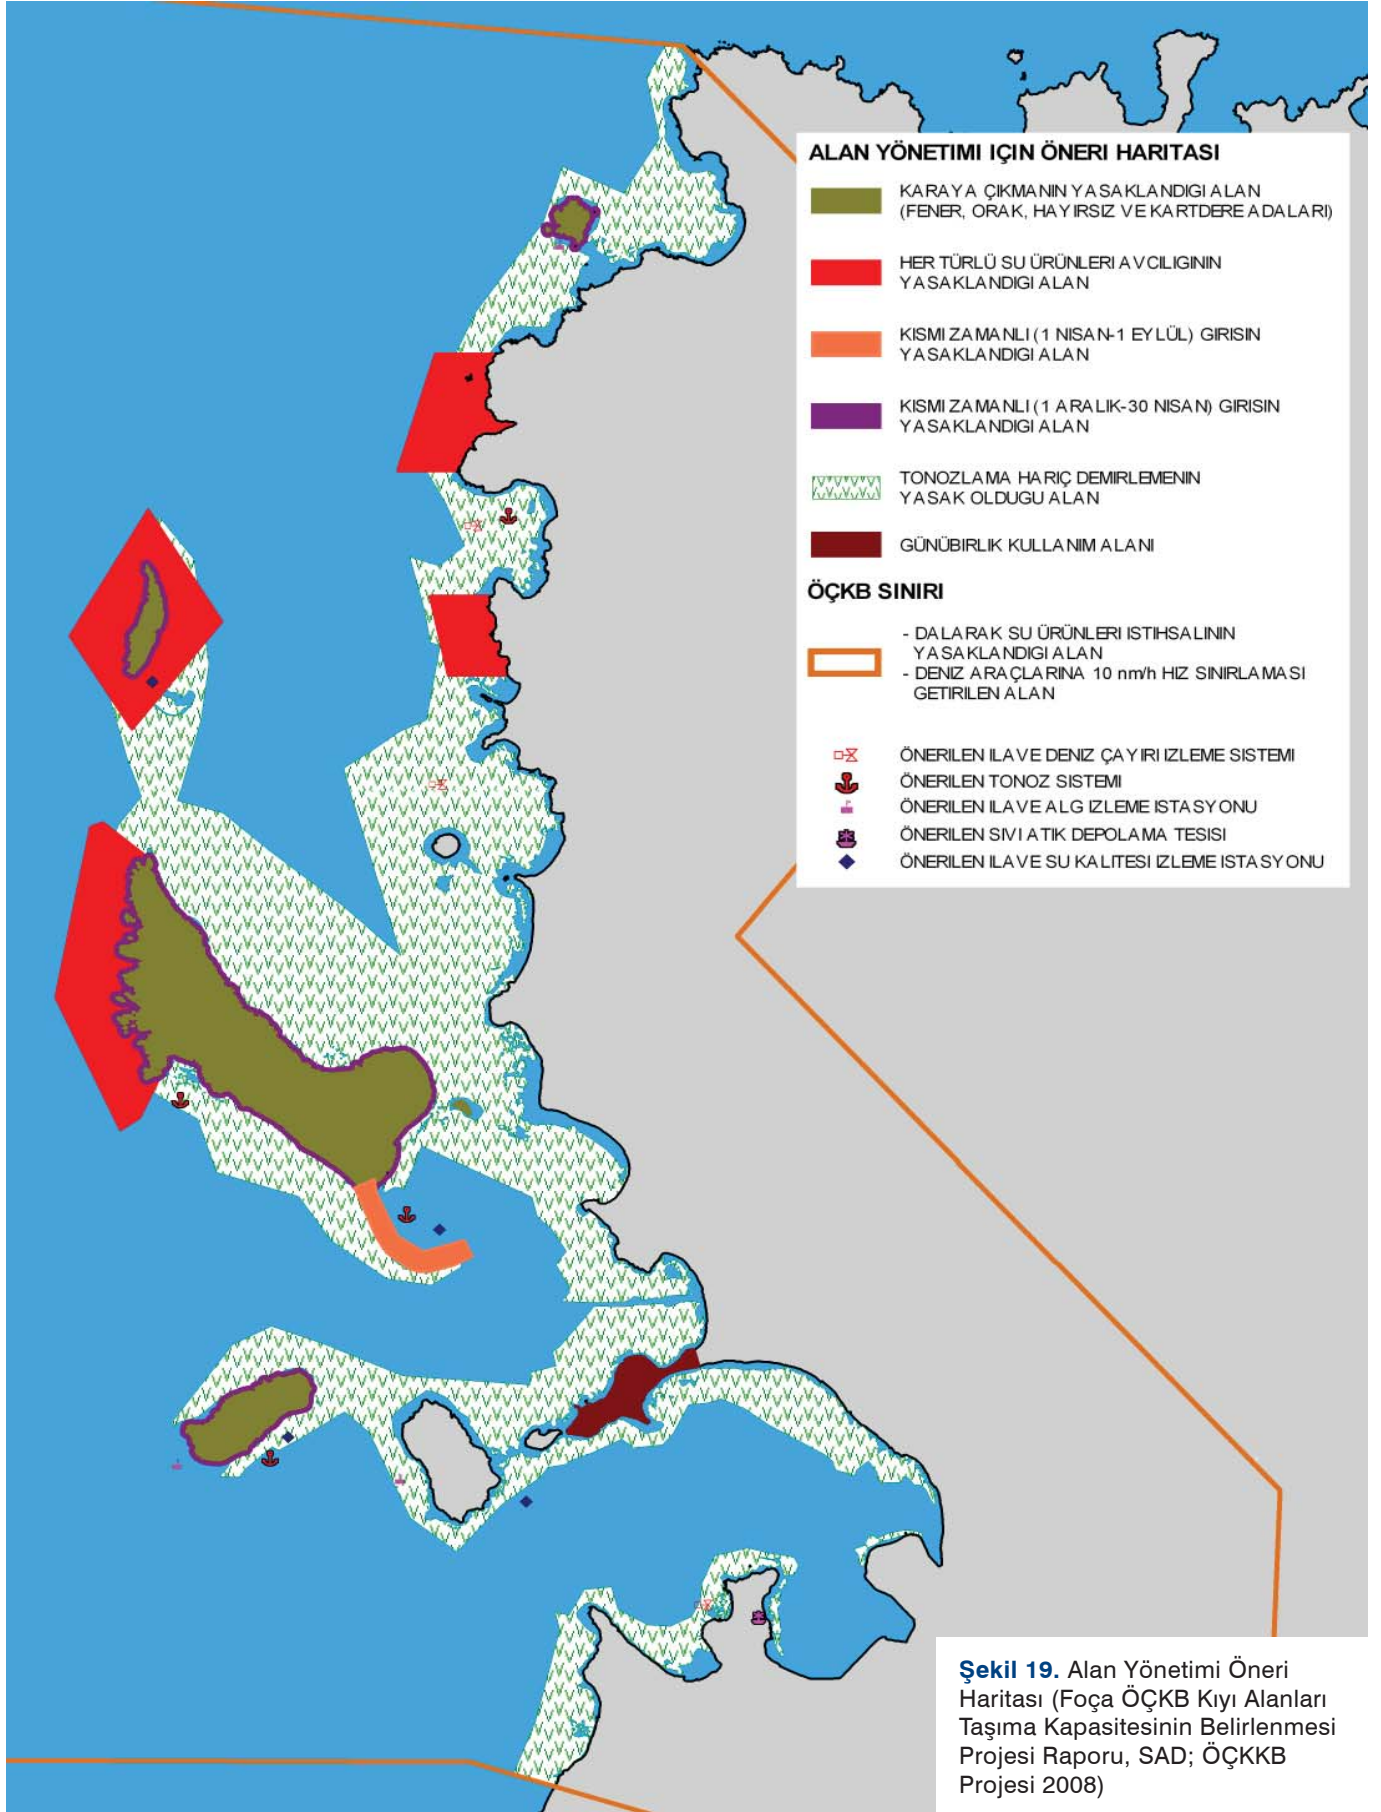 ALAN YÖNETIMI IÇIN ÖNERI HARITASI
KARAYA ÇIKMANIN YASAKLANDIGI ALAN
(FENER, ORAK, HAYIRSIZ VE KARTDERE ADALARI)
HER TÜRLÜ SU ÜRÜNLERI AVCILIGININ
YASAKLANDIGI ALAN
KISMI ZAMANLI (1 NISAN-1 EYLÜL) GIRISIN
YASAKLANDIGI ALAN
KISMI ZAMANLI (1 ARALIK-30 NISAN) GIRISIN
YASAKLANDIGI ALAN
TONOZLAMA HARIÇ DEMIRLEMENIN
YASAK OLDUGU ALAN
GÜNÜBIRLIK KULLANIM ALANI
ÖÇKB SINIRI
- DALARAK SU ÜRÜNLERI ISTIHSALININ
YASAKLANDIGI ALAN
- DENIZ ARAÇLARINA 10 nm/h HIZ SINIRLAMASI
GETIRILEN ALAN
ÖNERILEN ILAVE DENIZ ÇAYIRI IZLEME SISTEMI
ÖNERILEN TONOZ SISTEMI
ÖNERILEN ILAVE ALG IZLEME ISTASYONU
ÖNERILEN SIVI ATIK DEPOLAMA TESISI
ÖNERILEN ILAVE SU KALITESI IZLEME ISTASYONU
Şekil 19. Alan Yönetimi Öneri
Haritası (Foça ÖÇKB Kıyı Alanları
Taşıma Kapasitesinin Belirlenmesi
Projesi Raporu, SAD; ÖÇKKB
Projesi 2008)